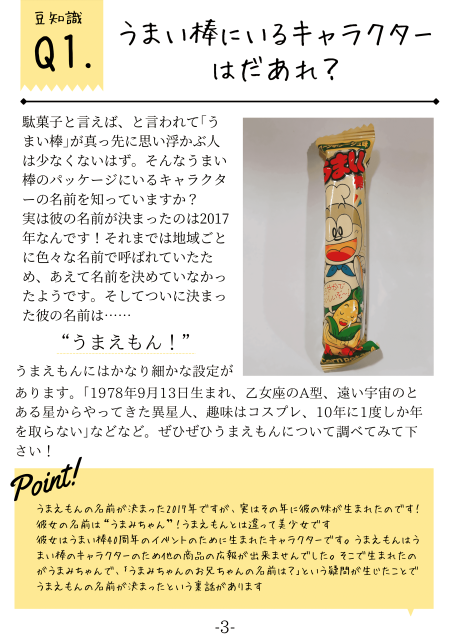 豆知識
Q1.
うまい棒にいるキャラクター
はだあれ？
駄菓子と言えば、と言われて「う
まい棒」が真っ先に思い浮かぶ人
は少なくないはず。そんなうまい
棒のパッケージにいるキャラクタ
ーの名前を知っていますか？
実は彼の名前が決まったのは2017
年なんです！それまでは地域ごと
に色々な名前で呼ばれていたた
め、あえて名前を決めていなかっ
たようです。そしてついに決まっ
た彼の名前は……
“うまえもん！”
うまい
うまえもんにはかなり細かな設定が
あります。「1978年9月13日生まれ、乙女座のA型、遠い宇宙のと
ある星からやってきた異星人、趣味はコスプレ、10年に1度しか年
を取らない」などなど。ぜひぜひうまえもんについて調べてみて下
さい！
Point!
うまえもんの名前が決まった2017年ですが、実はその年に彼の妹が生まれたのです！
彼女の名前は“うまみちゃん”！うまえもんとは違って美少女です
彼女はうまい棒40周年のイベントのために生まれたキャラクターです。うまえもんはう
まい棒のキャラクターのため他の商品の広報が出来ませんでした。そこで生まれたの
がうまみちゃんで、「うまみちゃんのお兄ちゃんの名前は？」という疑問が生じたことで
うまえもんの名前が決まったという裏話があります
-3-